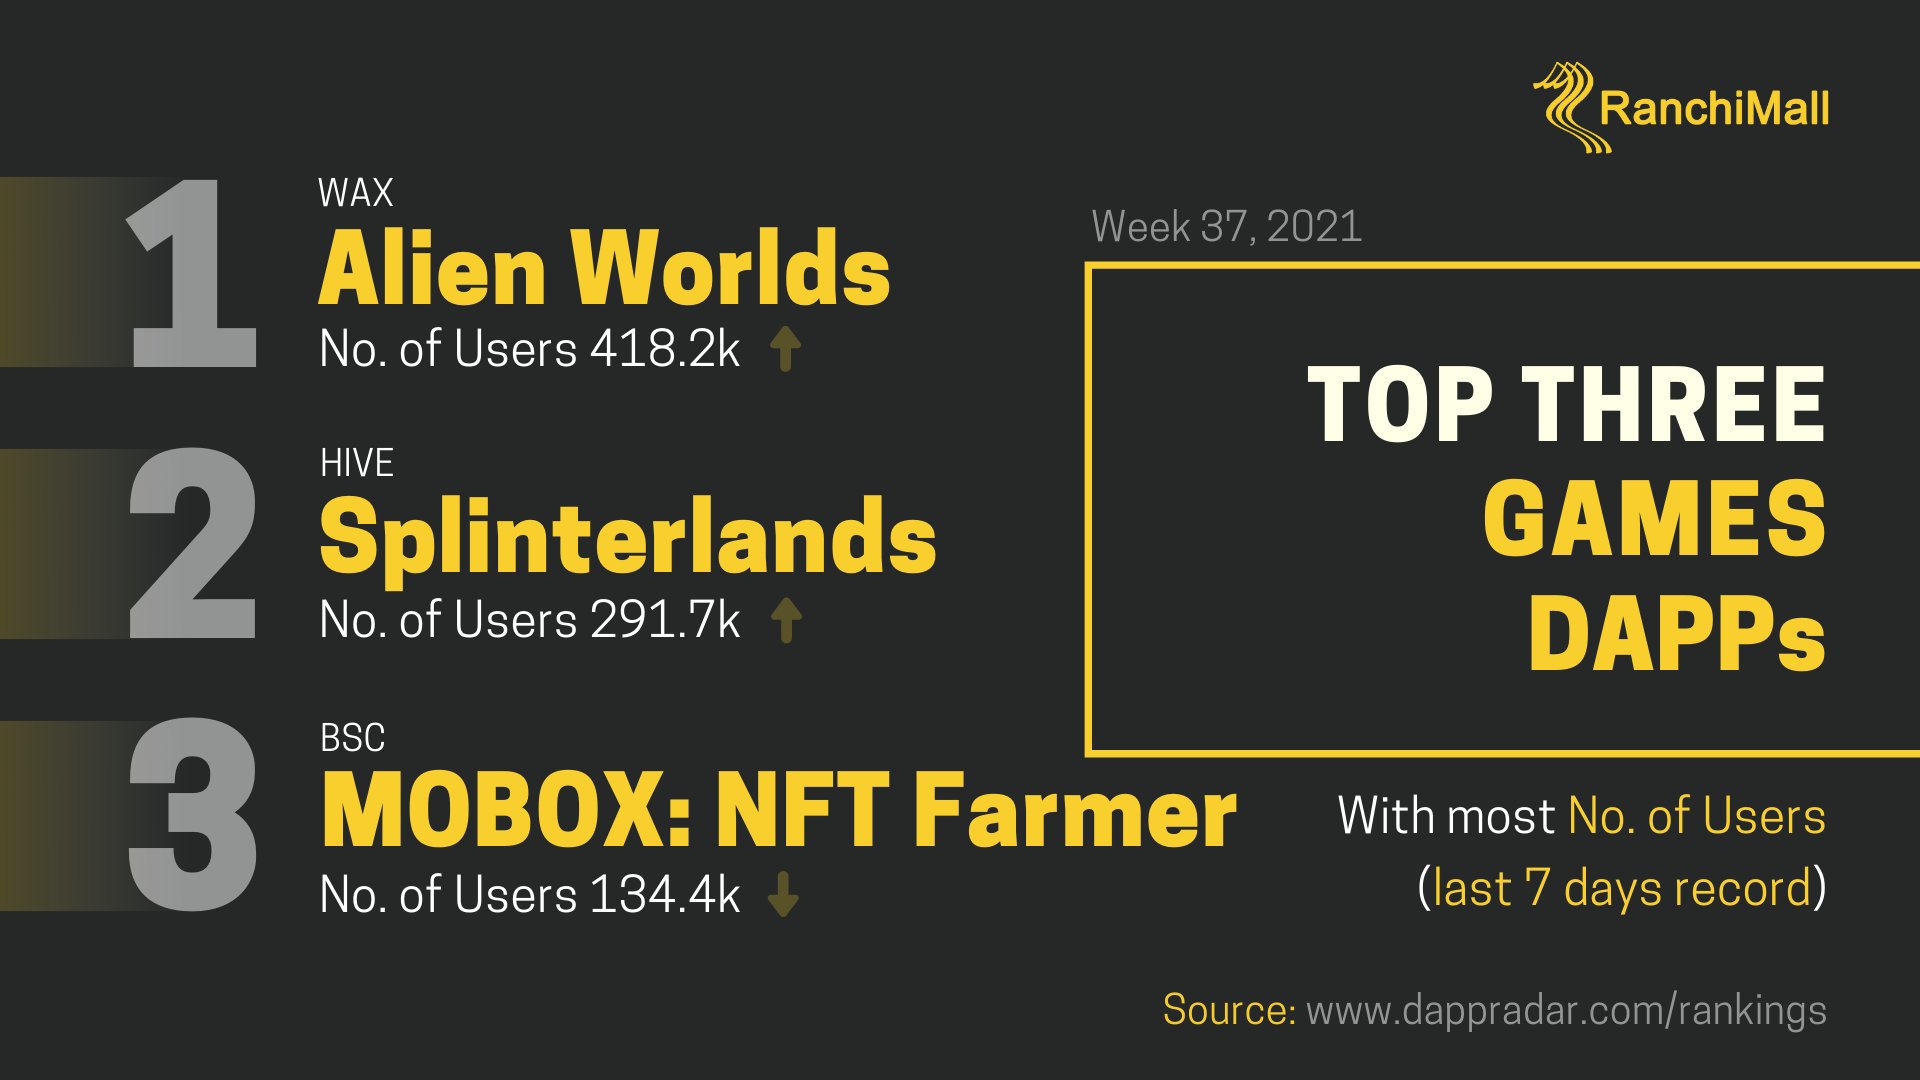 RanchiMall
1
WAX
Alien Worlds
No. of Users 418.2k
2
HIVE
Splinterlands
No. of Users 291.7k
3
BSC
MOBOX: NFT Farmer
No. of Users 134.4k
Week 37, 2021
TOP THREE
GAMES
DAPPs
With most No. of Users
(last 7 days record)
Source: www.dappradar.com/rankings